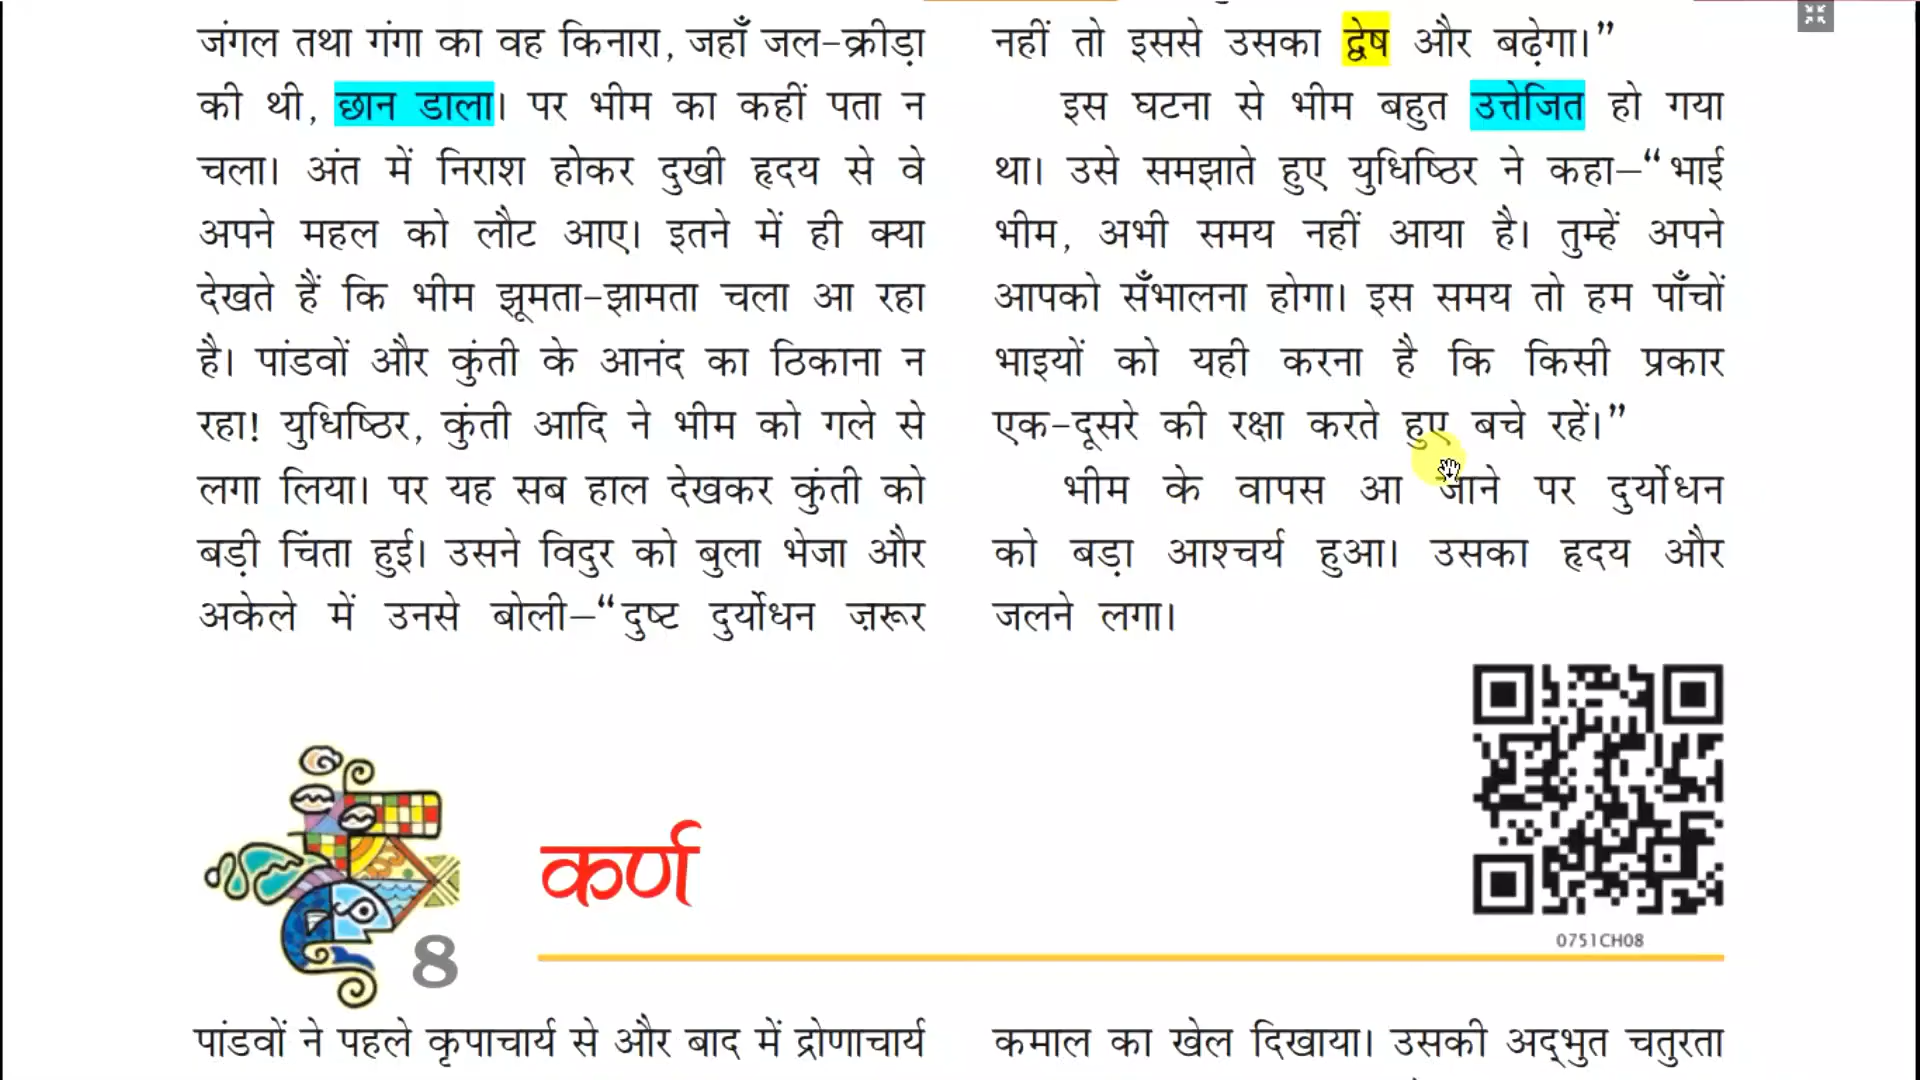 जंगल तथा गंगा का वह किनारा, जहाँ जल-क्रीड़ा
की थी, छान डाला। पर भीम का कहीं पता न
चला। अंत में निराश होकर दुखी हृदय से वे
अपने महल को लौट आए। इतने में ही क्या
देखते हैं कि भीम झूमता-झामता चला आ रहा
है। पांडवों और कुंती के आनंद का ठिकाना न
रहा! युधिष्ठिर, कुंती आदि ने भीम को गले से
लगा लिया। पर यह सब हाल देखकर कुंती को
बड़ी चिंता हुई। उसने विदुर को बुला भेजा और
अकेले में उनसे बोली–“दुष्ट दुर्योधन ज़रूर
नहीं तो इससे उसका द्वेष और बढ़ेगा।”
इस घटना से भीम बहुत उत्तेजित हो गया
था। उसे समझाते हुए युधिष्ठिर ने कहा–“भाई
भीम, अभी समय नहीं आया है। तुम्हें अपने
आपको सँभालना होगा। इस समय तो हम पाँचों
भाइयों को यही करना है कि किसी प्रकार
एक-दूसरे की रक्षा करते हुए बचे रहें।”
भीम के वापस आ जाने पर दुर्योधन
को बड़ा आश्चर्य हुआ। उसका हृदय और
जलने लगा।
0751CH08
8
कर्ण
पांडवों ने पहले कृपाचार्य से और बाद में द्रोणाचार्य
कमाल का खेल दिखाया। उसकी अद्भुत चतुरता